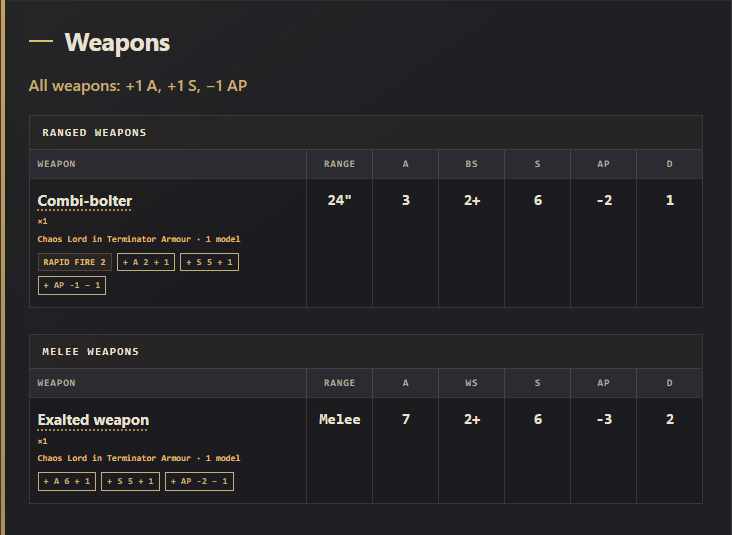 Weapons
All weapons: +1 A, +1 S, −1 AP
RANGED WEAPONS
WEAPON RANGE A BS S AP D
Combi-bolter 24" 3 2+ 6 -2 1
×1
Chaos Lord in Terminator Armour · 1 model
RAPID FIRE 2 + A 2 + 1 + S 5 + 1
+ AP -1 − 1
MELEE WEAPONS
WEAPON RANGE A WS S AP D
Exalted weapon Melee 7 2+ 6 -3 2
×1
Chaos Lord in Terminator Armour · 1 model
+ A 6 + 1 + S 5 + 1 + AP -2 − 1